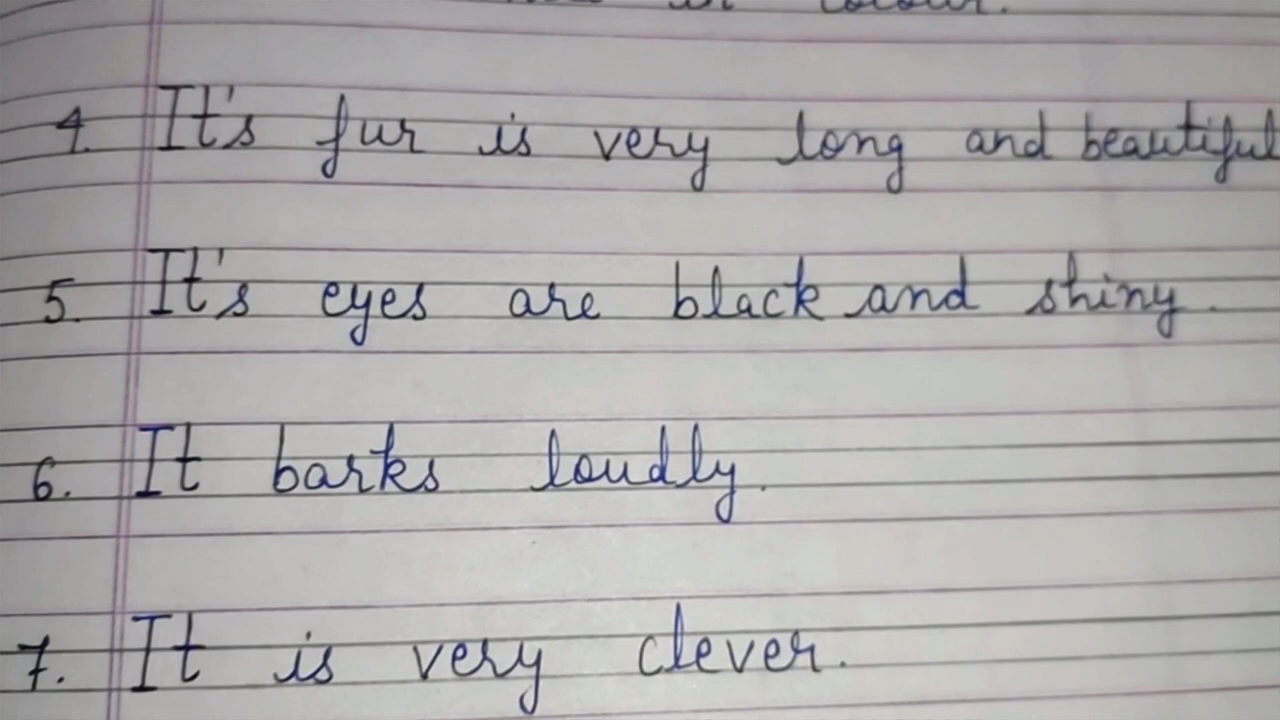 colour.
4. It's fur is very long and beautiful
5. It's eyes are black and shiny.
6. It barks loudly.
7. It is very clever.